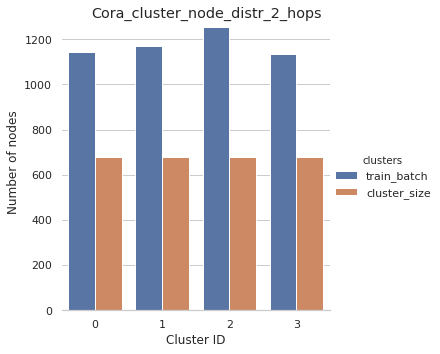 Cora_cluster_node_distr_2_hops
1200
1000
800
600
400
200
0
Number of nodes
0 1 2 3
Cluster ID
clusters
train_batch
cluster_size